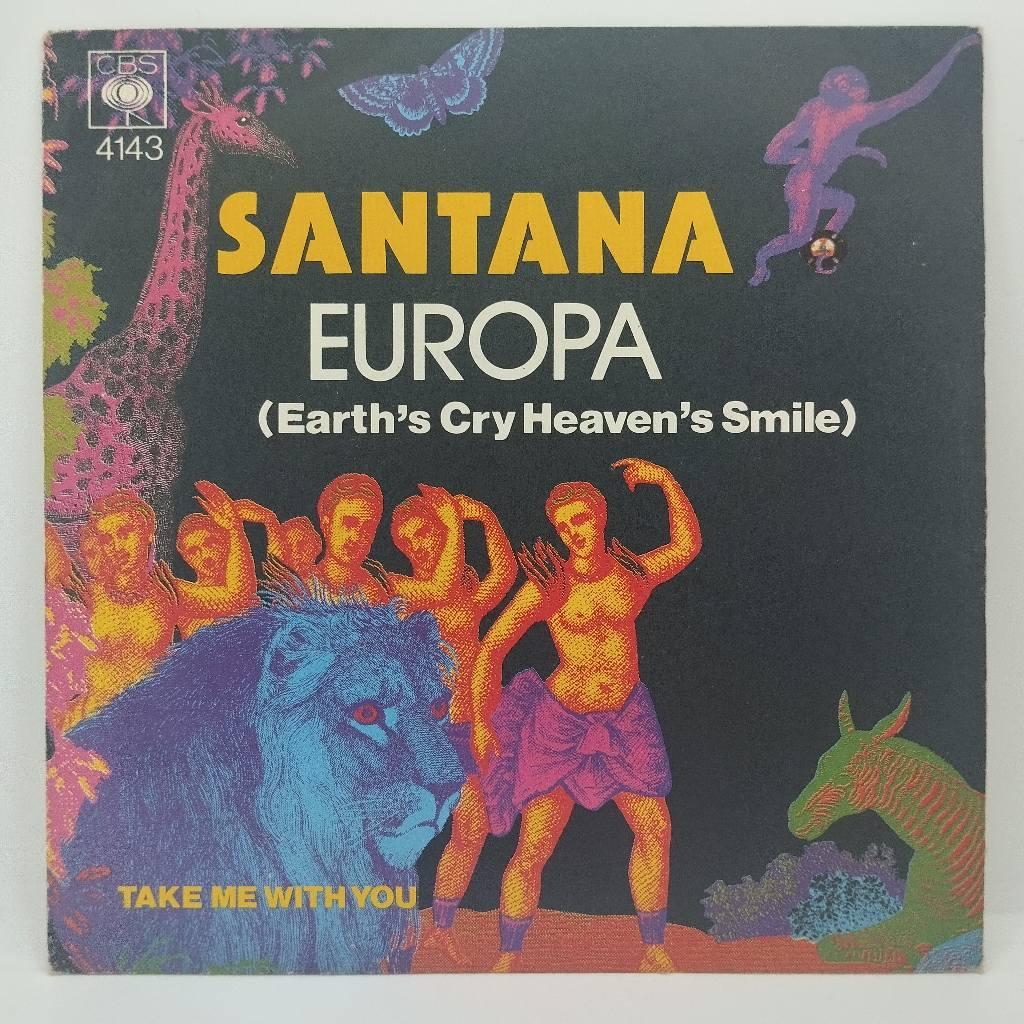 CBS
4143
SANTANA
EUROPA
(Earth's Cry Heaven's Smile)
TAKE ME WITH YOU